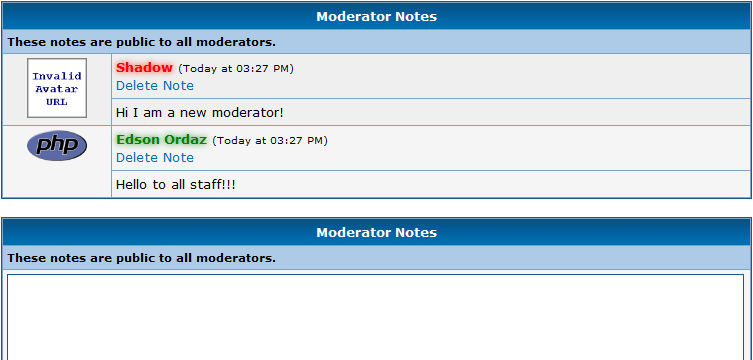 Moderator Notes
These notes are public to all moderators.
Invalid
Avatar
URL
Shadow (Today at 03:27 PM)
Delete Note
Hi I am a new moderator!
php
Edson Ordaz (Today at 03:27 PM)
Delete Note
Hello to all staff!!!
Moderator Notes
These notes are public to all moderators.